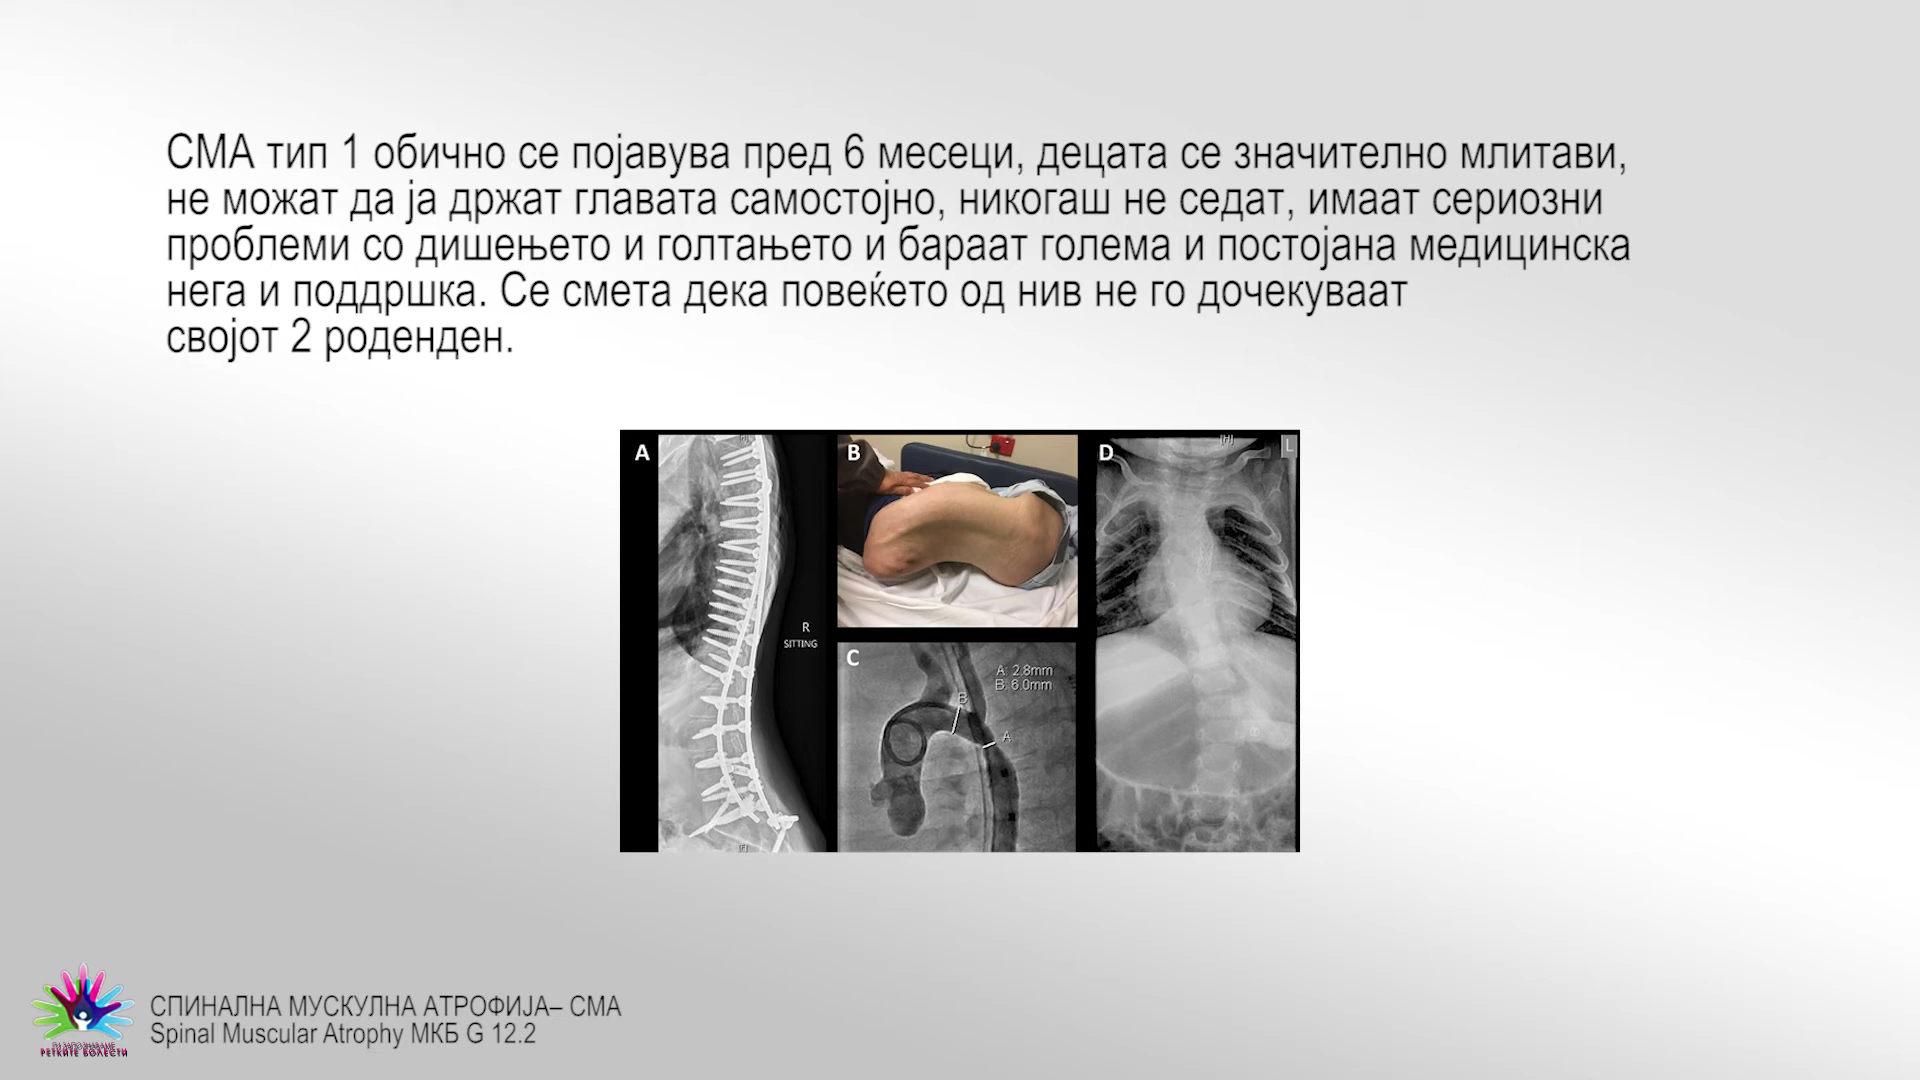 СМА тип 1 обично се појавува пред 6 месеци, децата се значително млитави,
не можат да ја држат главата самостојно, никогаш не седат, имаат сериозни
проблеми со дишењето и голтањето и бараат голема и постојана медицинска
нега и поддршка. Се смета дека повеќето од нив не го дочекуваат
својот 2 роденден.
A
[H]
R
SITTING
[F]
B
C
A: 2.8mm
B: 6.0mm
B
A
D
[H]
L
СПИНАЛНА МУСКУЛНА АТРОФИЈА– СМА
Spinal Muscular Atrophy МКБ G 12.2
РЕТКИТЕ БОЛЕСТИ